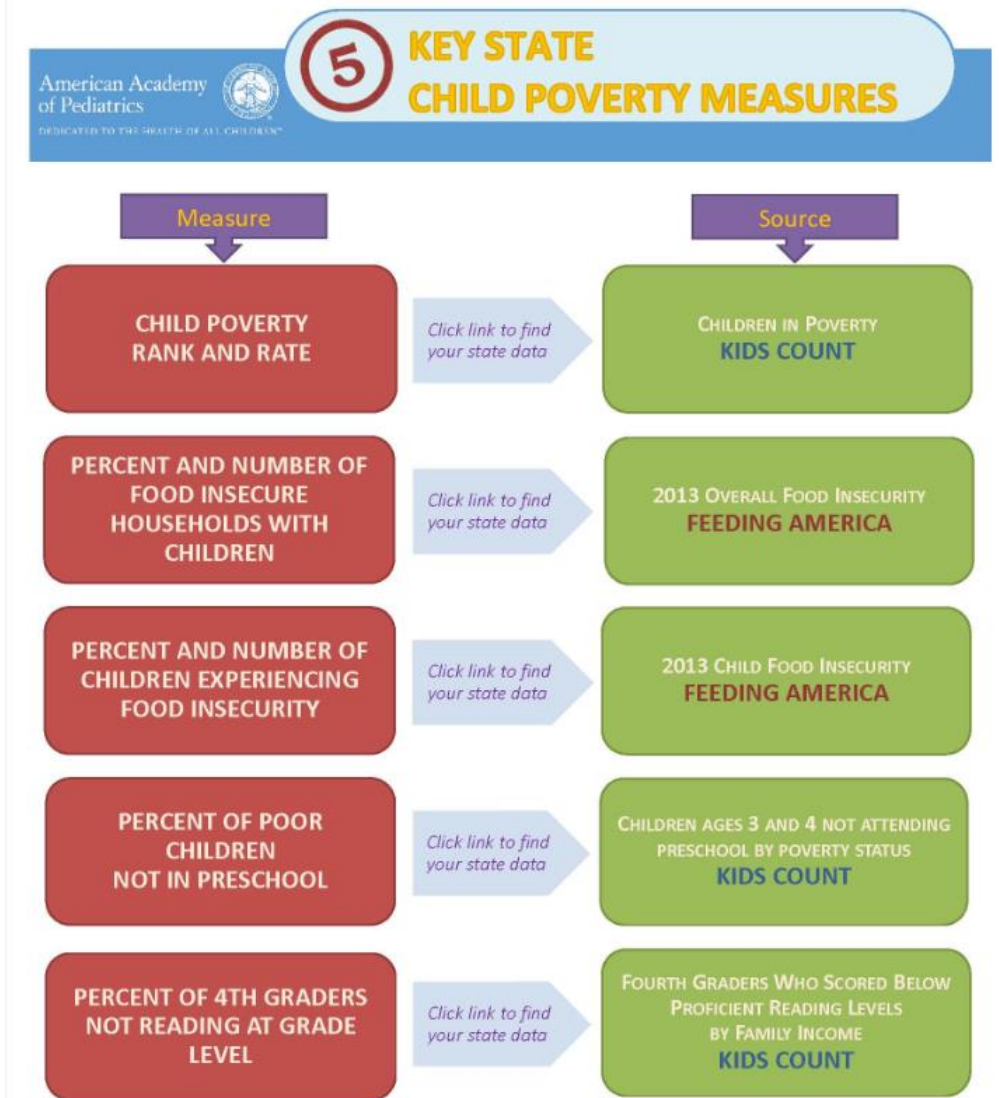 American Academy
of Pediatrics
DEDICATED TO THE HEALTH OF ALL CHILDREN™
5
KEY STATE
CHILD POVERTY MEASURES
Measure
Source
CHILD POVERTY
RANK AND RATE
Click link to find
your state data
CHILDREN IN POVERTY
KIDS COUNT
PERCENT AND NUMBER OF
FOOD INSECURE
HOUSEHOLDS WITH
CHILDREN
Click link to find
your state data
2013 OVERALL FOOD INSECURITY
FEEDING AMERICA
PERCENT AND NUMBER OF
CHILDREN EXPERIENCING
FOOD INSECURITY
Click link to find
your state data
2013 CHILD FOOD INSECURITY
FEEDING AMERICA
PERCENT OF POOR
CHILDREN
NOT IN PRESCHOOL
Click link to find
your state data
CHILDREN AGES 3 AND 4 NOT ATTENDING
PRESCHOOL BY POVERTY STATUS
KIDS COUNT
PERCENT OF 4TH GRADERS
NOT READING AT GRADE
LEVEL
Click link to find
your state data
FOURTH GRADERS WHO SCORED BELOW
PROFICIENT READING LEVELS
BY FAMILY INCOME
KIDS COUNT